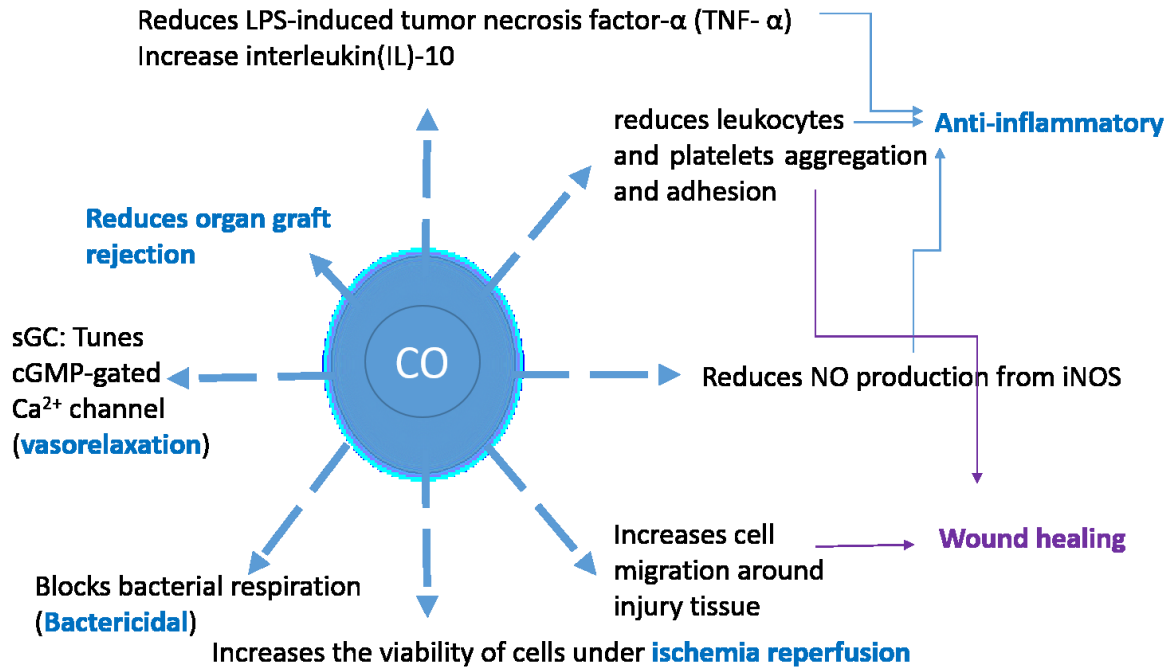 Reduces LPS-induced tumor necrosis factor-α (TNF- α)
Increase interleukin(IL)-10
reduces leukocytes
and platelets aggregation
and adhesion
Anti-inflammatory
Reduces organ graft
rejection
sGC: Tunes
cGMP-gated
Ca²⁺ channel
(vasorelaxation)
CO
Reduces NO production from iNOS
Increases cell
migration around
injury tissue
Wound healing
Blocks bacterial respiration
(Bactericidal)
Increases the viability of cells under ischemia reperfusion